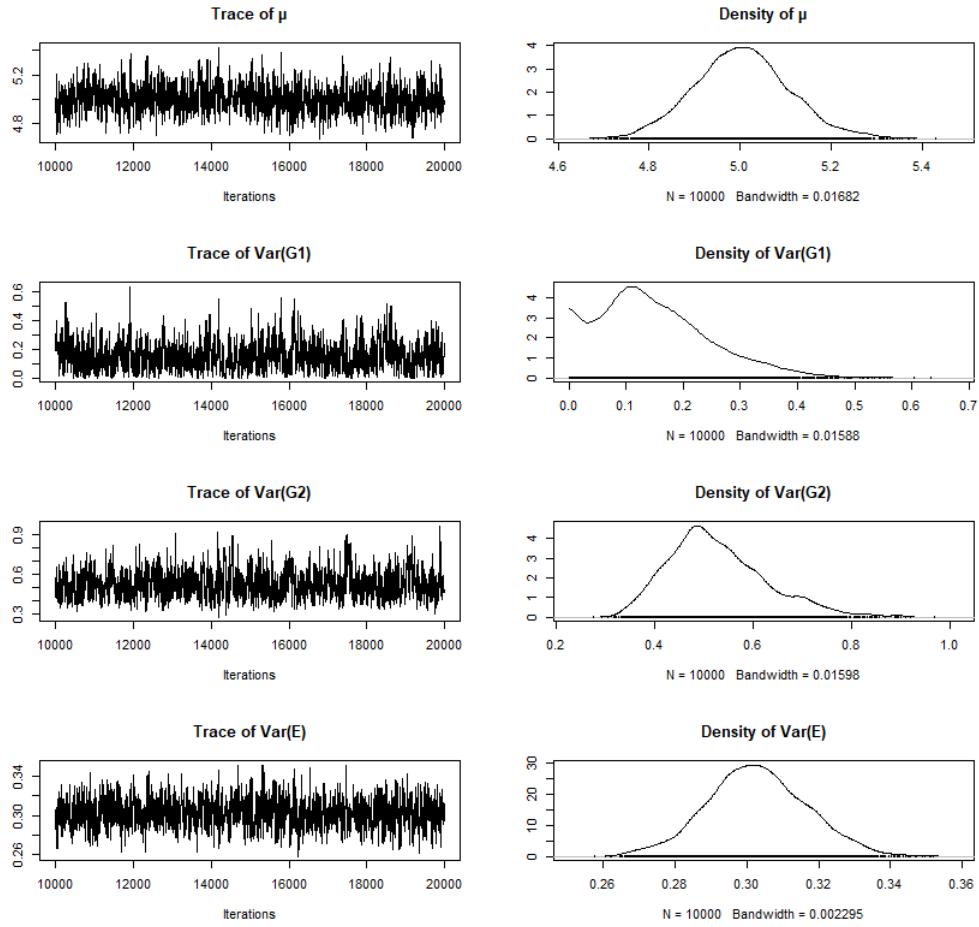 Trace of µ
Density of µ
4.8 5.2
10000 12000 14000 16000 18000 20000
Iterations
0 1 2 3 4
4.6 4.8 5.0 5.2 5.4
N = 10000 Bandwidth = 0.01682
Trace of Var(G1)
Density of Var(G1)
0.0 0.2 0.4 0.6
10000 12000 14000 16000 18000 20000
Iterations
0 1 2 3 4
0.0 0.1 0.2 0.3 0.4 0.5 0.6 0.7
N = 10000 Bandwidth = 0.01588
Trace of Var(G2)
Density of Var(G2)
0.3 0.6 0.9
10000 12000 14000 16000 18000 20000
Iterations
0 1 2 3 4
0.2 0.4 0.6 0.8 1.0
N = 10000 Bandwidth = 0.01598
Trace of Var(E)
Density of Var(E)
0.26 0.30 0.34
10000 12000 14000 16000 18000 20000
Iterations
0 10 20 30
0.26 0.28 0.30 0.32 0.34 0.36
N = 10000 Bandwidth = 0.002295